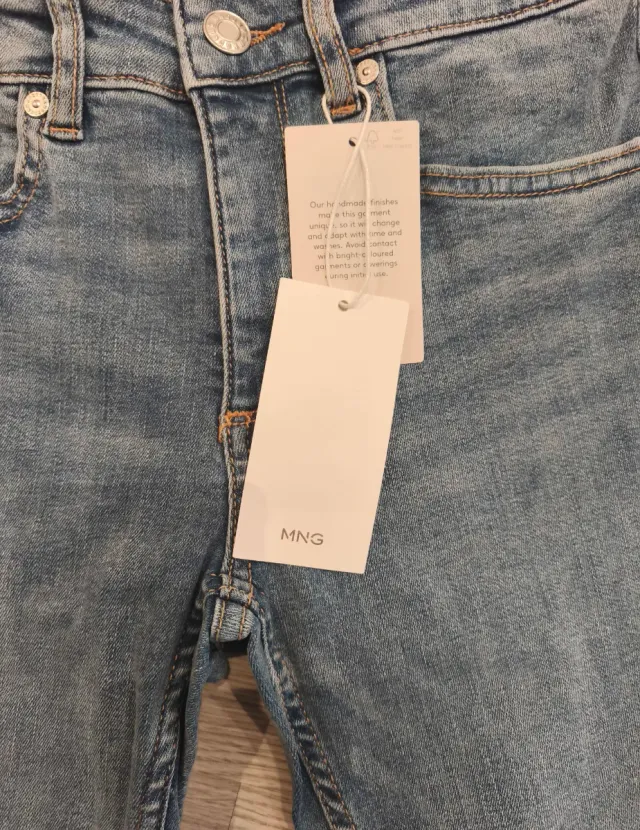 Our handmade finishes
make this garment
unique, so it will change
and adapt with time and
washes. Avoid contact
with bright-coloured
garments or coverings
during initial use.
MNG